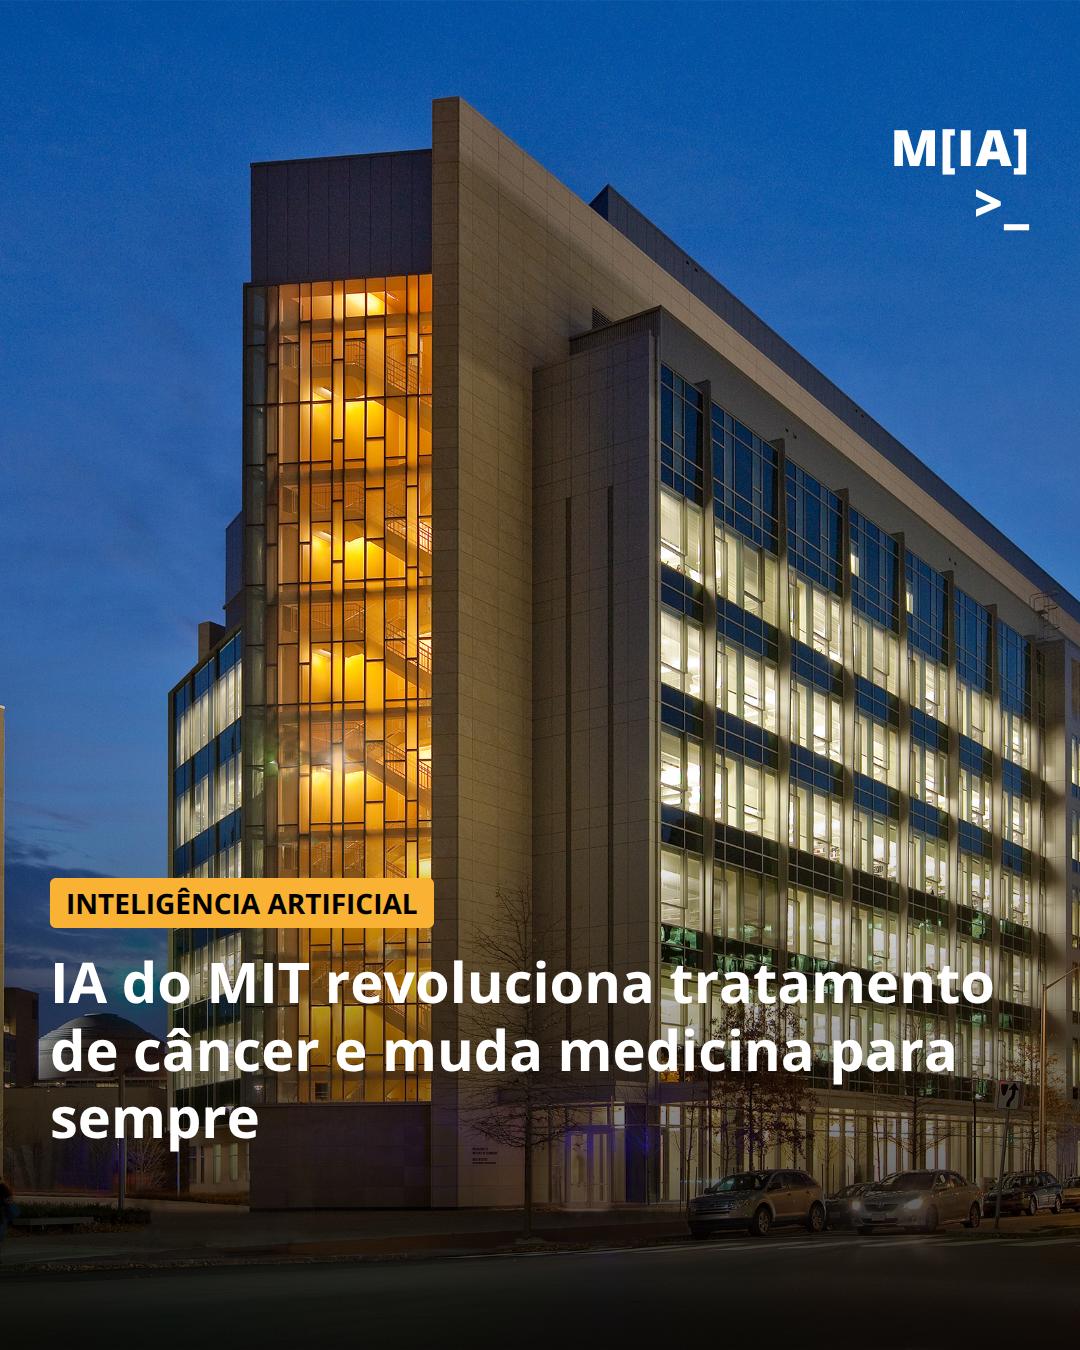 M[IA]
>_
INTELIGÊNCIA ARTIFICIAL
IA do MIT revoluciona tratamento
de câncer e muda medicina para
sempre